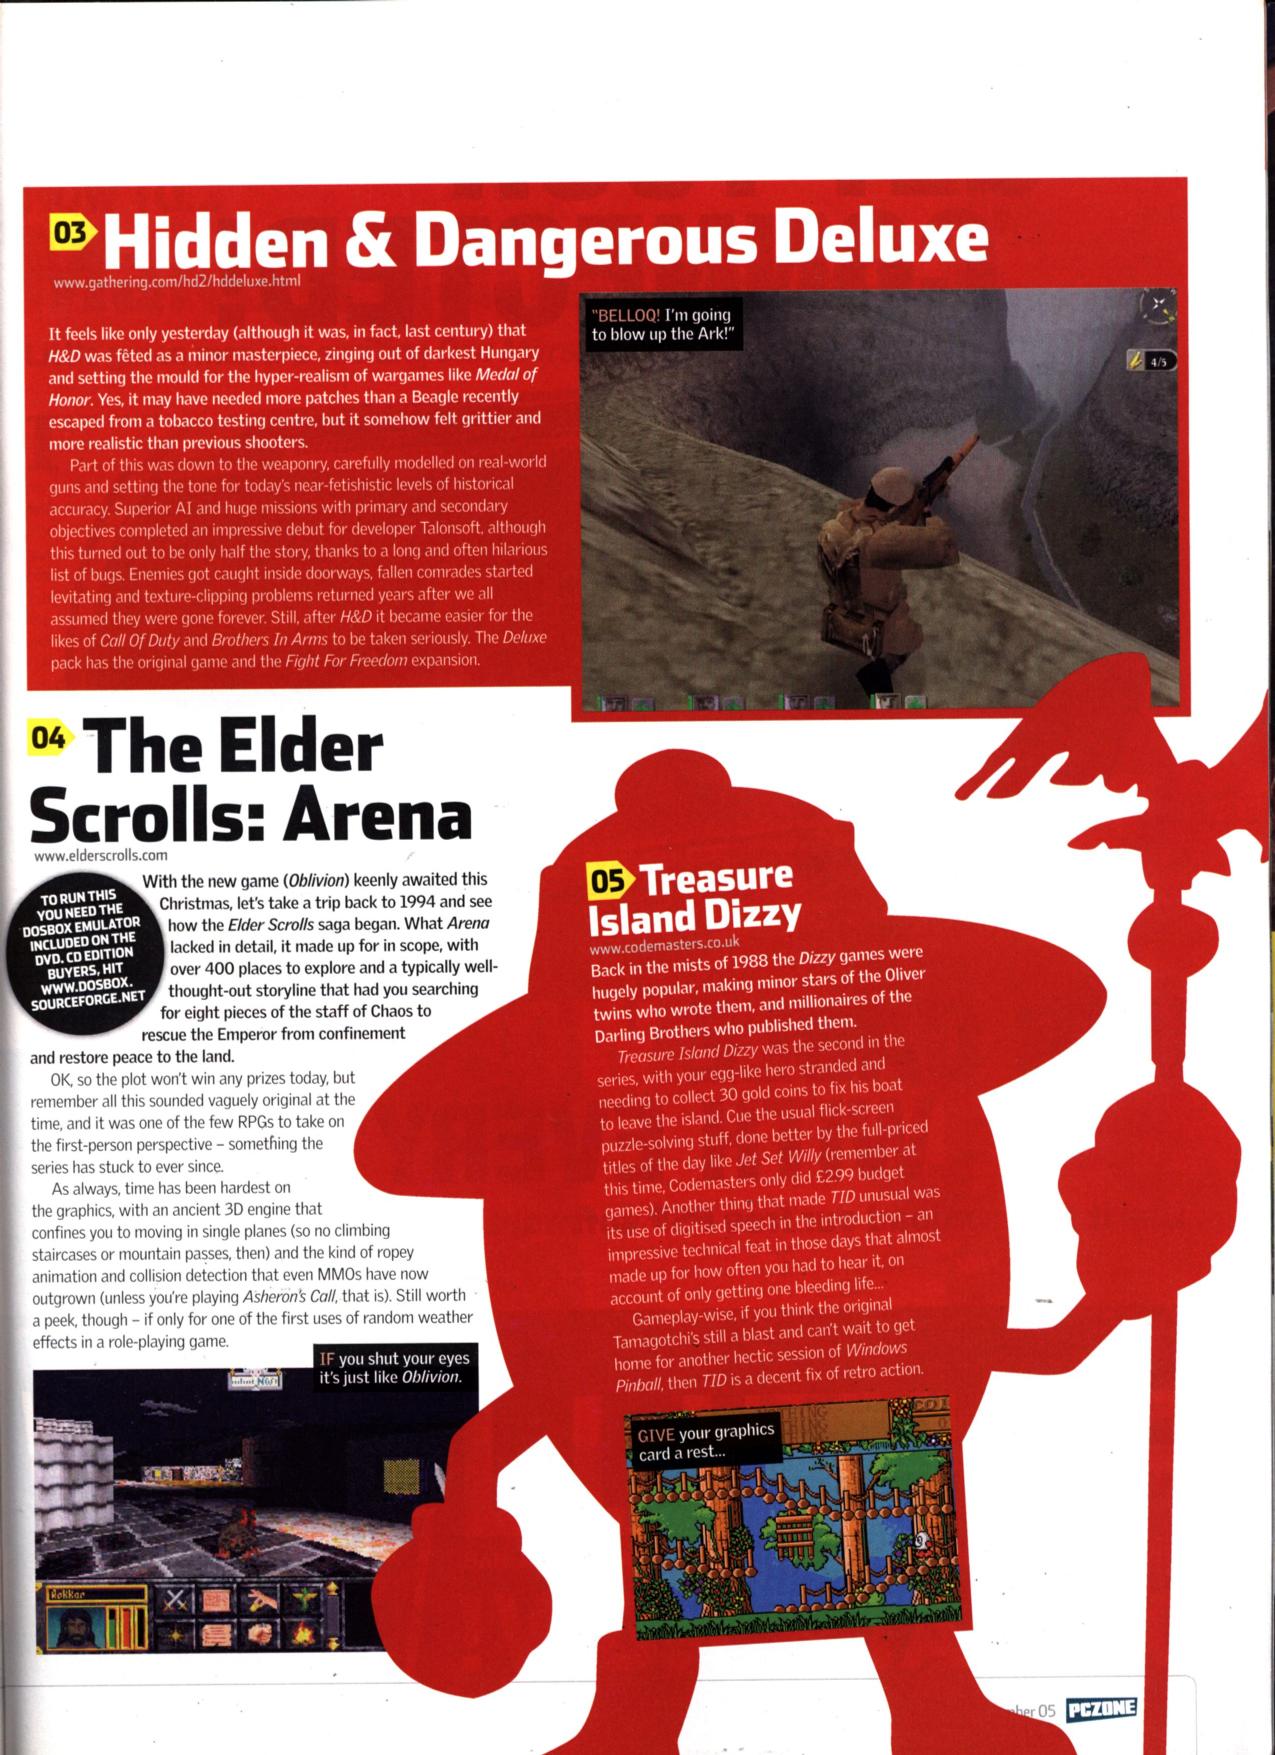 03 Hidden & Dangerous Deluxe
www.gathering.com/hd2/hddeluxe.html
It feels like only yesterday (although it was, in fact, last century) that
H&D was fêted as a minor masterpiece, zinging out of darkest Hungary
and setting the mould for the hyper-realism of wargames like Medal of
Honor. Yes, it may have needed more patches than a Beagle recently
escaped from a tobacco testing centre, but it somehow felt grittier and
more realistic than previous shooters.
Part of this was down to the weaponry, carefully modelled on real-world
guns and setting the tone for today's near-fetishistic levels of historical
accuracy. Superior AI and huge missions with primary and secondary
objectives completed an impressive debut for developer Talonsoft, although
this turned out to be only half the story, thanks to a long and often hilarious
list of bugs. Enemies got caught inside doorways, fallen comrades started
levitating and texture-clipping problems returned years after we all
assumed they were gone forever. Still, after H&D it became easier for the
likes of Call Of Duty and Brothers In Arms to be taken seriously. The Deluxe
pack has the original game and the Fight For Freedom expansion.
"BELLOQ! I'm going
to blow up the Ark!"
4/5
04 The Elder
Scrolls: Arena
www.elderscrolls.com
TO RUN THIS
YOU NEED THE
DOSBOX EMULATOR
INCLUDED ON THE
DVD. CD EDITION
BUYERS, HIT
WWW.DOSBOX.
SOURCEFORGE.NET
With the new game (Oblivion) keenly awaited this
Christmas, let's take a trip back to 1994 and see
how the Elder Scrolls saga began. What Arena
lacked in detail, it made up for in scope, with
over 400 places to explore and a typically well-
thought-out storyline that had you searching
for eight pieces of the staff of Chaos to
rescue the Emperor from confinement
and restore peace to the land.
OK, so the plot won't win any prizes today, but
remember all this sounded vaguely original at the
time, and it was one of the few RPGs to take on
the first-person perspective – something the
series has stuck to ever since.
As always, time has been hardest on
the graphics, with an ancient 3D engine that
confines you to moving in single planes (so no climbing
staircases or mountain passes, then) and the kind of ropey
animation and collision detection that even MMOs have now
outgrown (unless you're playing Asheron's Call, that is). Still worth
a peek, though – if only for one of the first uses of random weather
effects in a role-playing game.
IF you shut your eyes
it's just like Oblivion.
05 Treasure
Island Dizzy
www.codemasters.co.uk
Back in the mists of 1988 the Dizzy games were
hugely popular, making minor stars of the Oliver
twins who wrote them, and millionaires of the
Darling Brothers who published them.
Treasure Island Dizzy was the second in the
series, with your egg-like hero stranded and
needing to collect 30 gold coins to fix his boat
to leave the island. Cue the usual flick-screen
puzzle-solving stuff, done better by the full-priced
titles of the day like Jet Set Willy (remember at
this time, Codemasters only did £2.99 budget
games). Another thing that made TID unusual was
its use of digitised speech in the introduction – an
impressive technical feat in those days that almost
made up for how often you had to hear it, on
account of only getting one bleeding life...
Gameplay-wise, if you think the original
Tamagotchi's still a blast and can't wait to get
home for another hectic session of Windows
Pinball, then TID is a decent fix of retro action.
GIVE your graphics
card a rest...
05 PCZONE